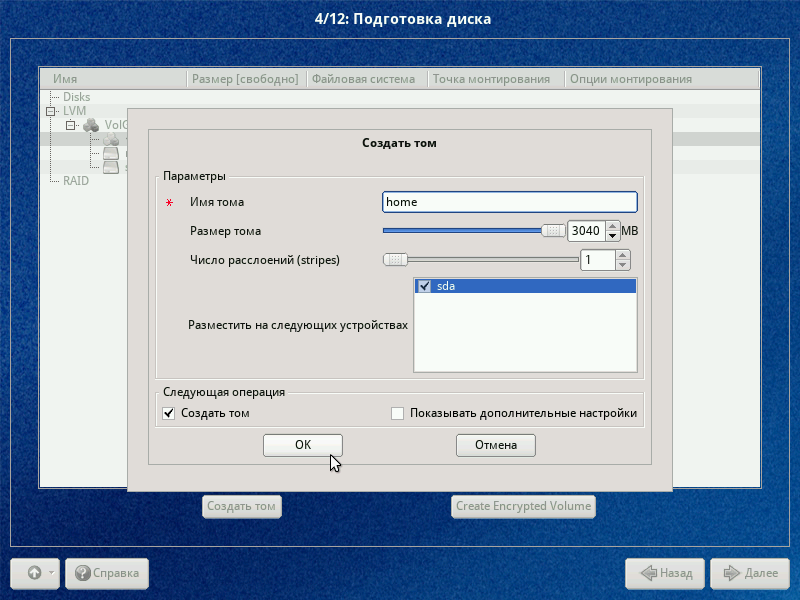 4/12: Подготовка диска
Имя Размер [свободно] Файловая система Точка монтирования Опции монтирования
Disks
LVM
RAID
Создать том
Параметры
* Имя тома home
Размер тома 3040 MB
Число расслоений (stripes) 1
sda
Разместить на следующих устройствах
Следующая операция
Создать том Показывать дополнительные настройки
OK Отмена
Создать том Create Encrypted Volume
Справка Назад Далее